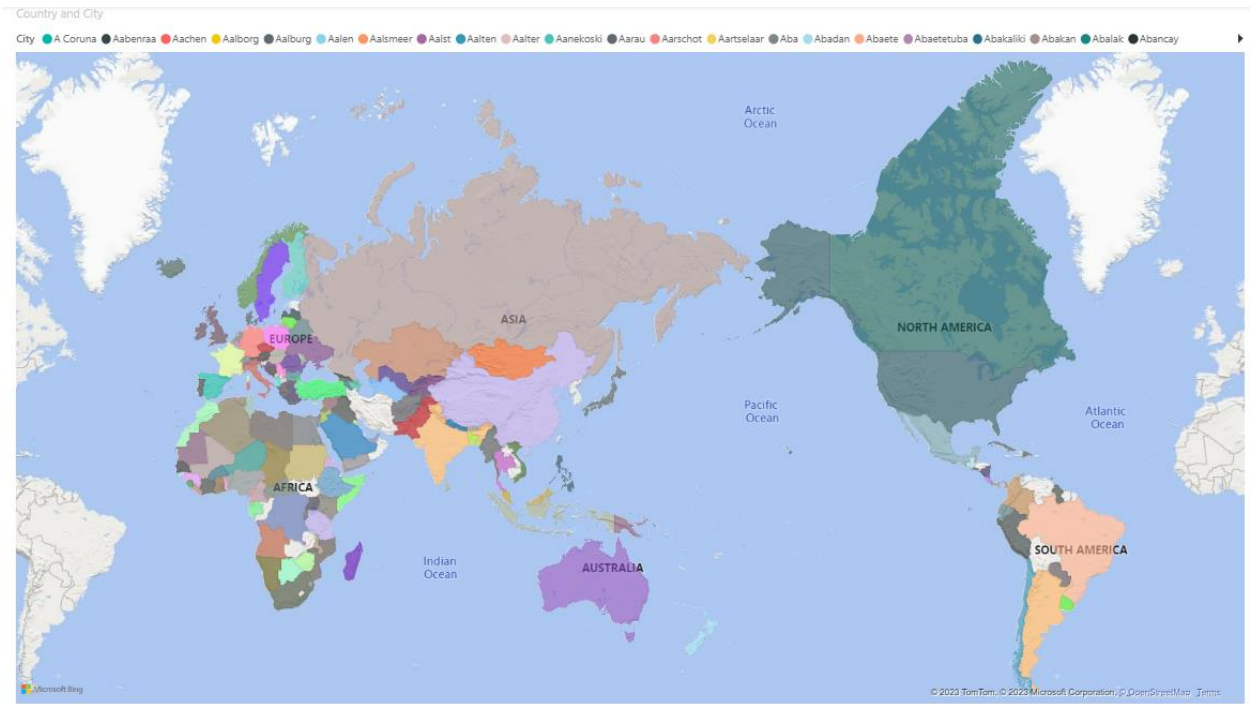 Country and City
City A Coruna Aabenraa Aachen Aalborg Aalburg Aalen Aalsmeer Aalst Aalten Aalter Aanekoski Aarau Aarschot Aartselaar Aba Abadan Abaete Abaetetuba Abakaliki Abakan Abalak Abancay
Arctic
Ocean
ASIA
NORTH AMERICA
EUROPE
Pacific
Ocean
Atlantic
Ocean
AFRICA
SOUTH AMERICA
Indian
Ocean
AUSTRALIA
Microsoft Bing
© 2023 TomTom, © 2023 Microsoft Corporation, © OpenStreetMap Terms